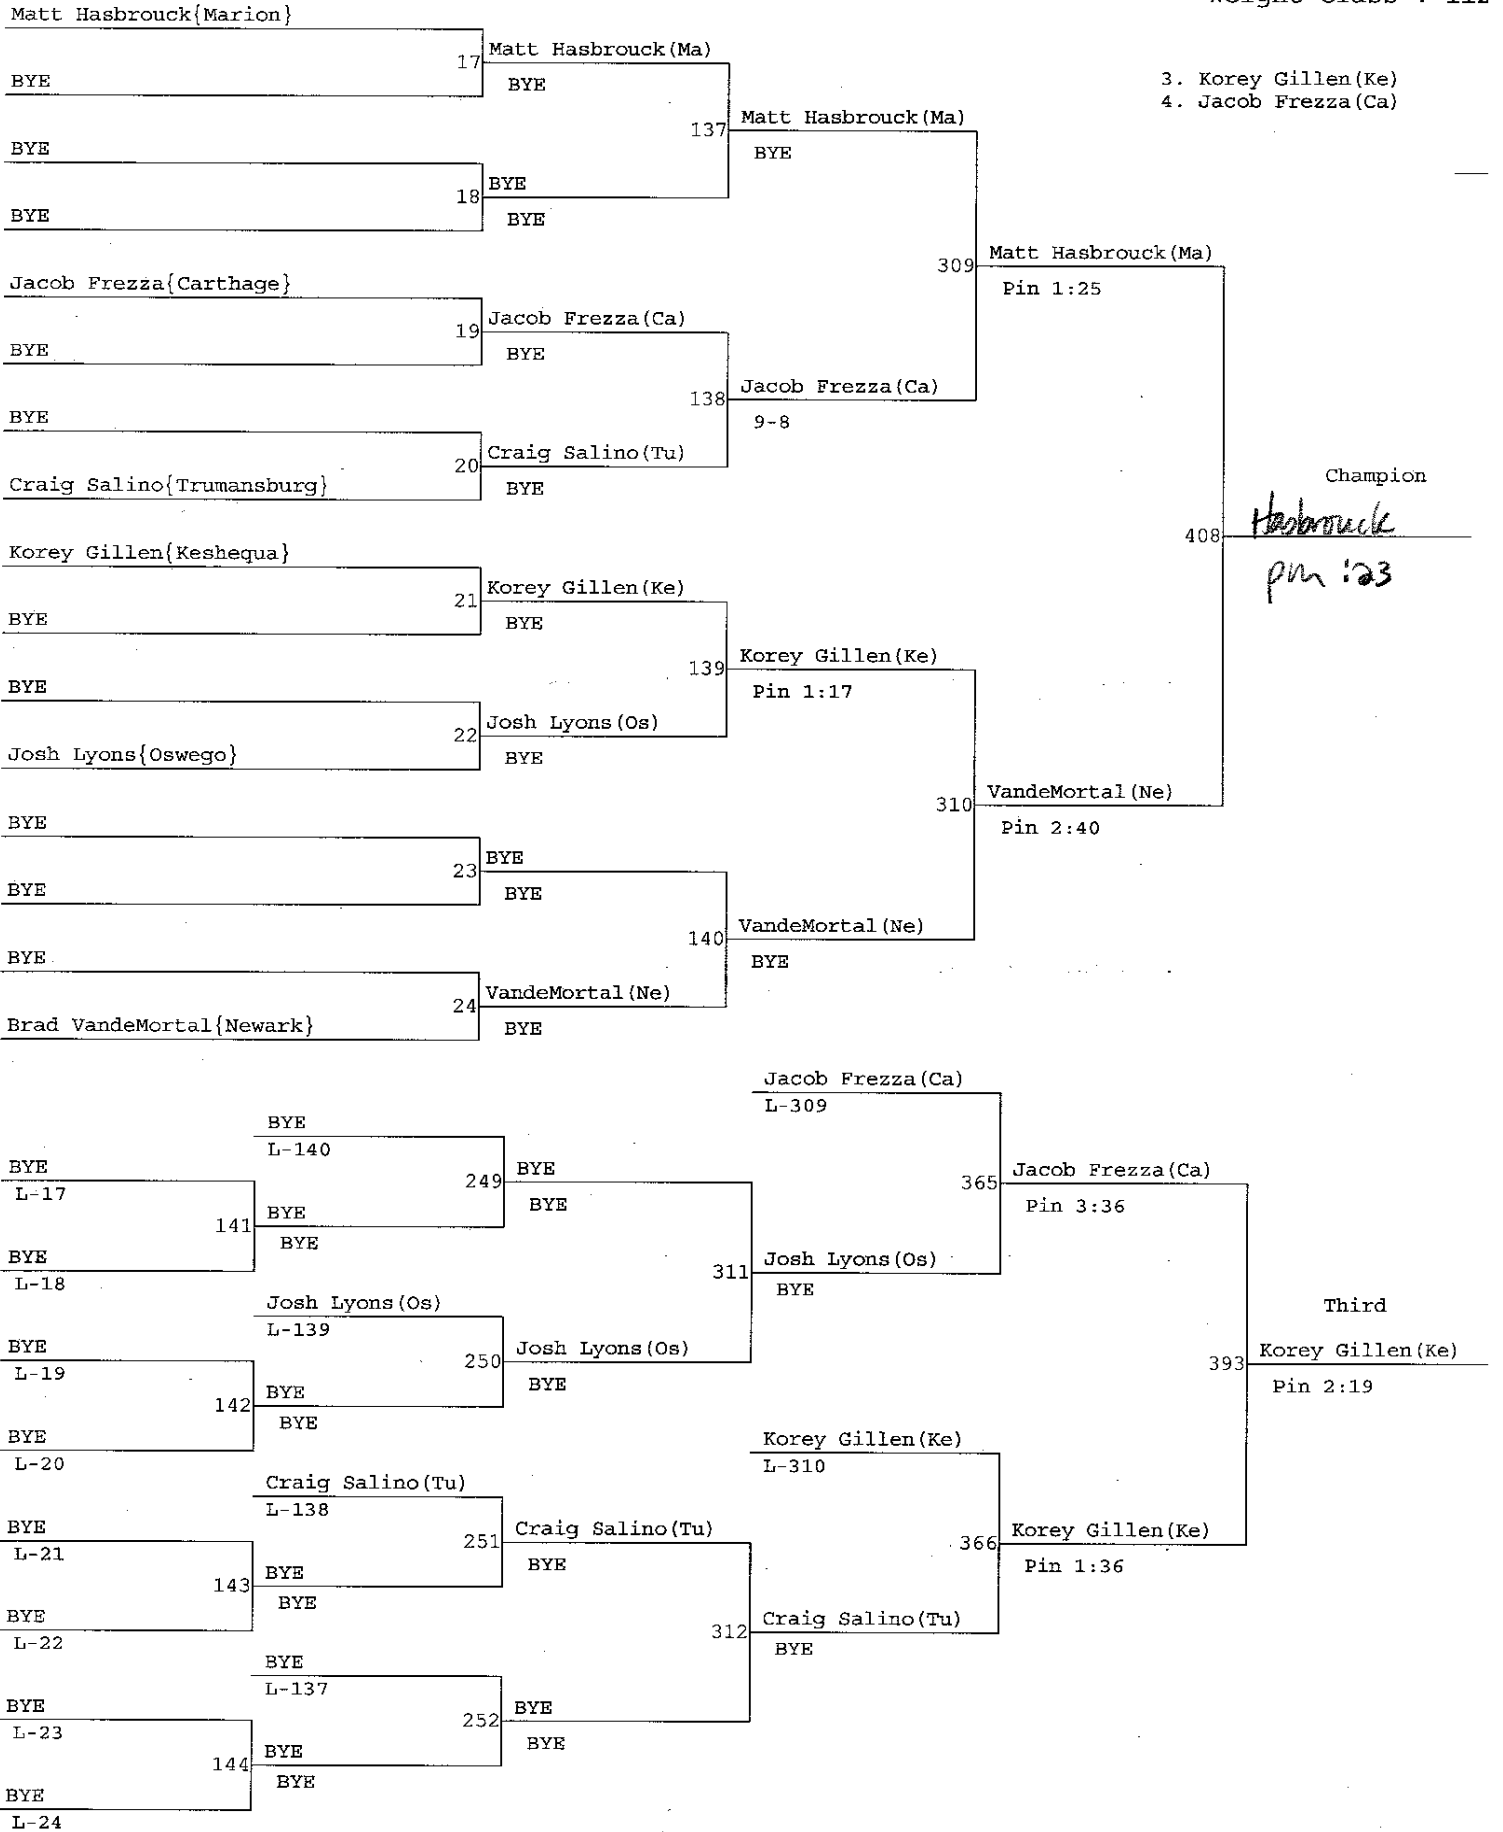 Weight Class : 112
Matt Hasbrouck{Marion}
17
Matt Hasbrouck(Ma)
BYE
BYE
3. Korey Gillen(Ke)
4. Jacob Frezza(Ca)
137
Matt Hasbrouck(Ma)
BYE
BYE
18
BYE
BYE
BYE
Jacob Frezza{Carthage}
309
Matt Hasbrouck(Ma)
Pin 1:25
19
Jacob Frezza(Ca)
BYE
BYE
138
Jacob Frezza(Ca)
9-8
BYE
20
Craig Salino(Tu)
BYE
Craig Salino{Trumansburg}
Champion
408
Hasbrouck
pin :23
Korey Gillen{Keshequa}
21
Korey Gillen(Ke)
BYE
BYE
139
Korey Gillen(Ke)
Pin 1:17
BYE
22
Josh Lyons(Os)
BYE
Josh Lyons{Oswego}
310
VandeMortal(Ne)
Pin 2:40
BYE
23
BYE
BYE
BYE
140
VandeMortal(Ne)
BYE
BYE
24
VandeMortal(Ne)
BYE
Brad VandeMortal{Newark}
Jacob Frezza(Ca)
L-309
BYE
L-140
BYE
L-17
249
BYE
BYE
365
Jacob Frezza(Ca)
Pin 3:36
141
BYE
BYE
BYE
L-18
311
Josh Lyons(Os)
BYE
Josh Lyons(Os)
L-139
Third
BYE
L-19
250
Josh Lyons(Os)
BYE
393
Korey Gillen(Ke)
Pin 2:19
142
BYE
BYE
BYE
L-20
Korey Gillen(Ke)
L-310
Craig Salino(Tu)
L-138
BYE
L-21
251
Craig Salino(Tu)
BYE
366
Korey Gillen(Ke)
Pin 1:36
143
BYE
BYE
BYE
L-22
312
Craig Salino(Tu)
BYE
BYE
L-137
BYE
L-23
252
BYE
BYE
144
BYE
BYE
BYE
L-24